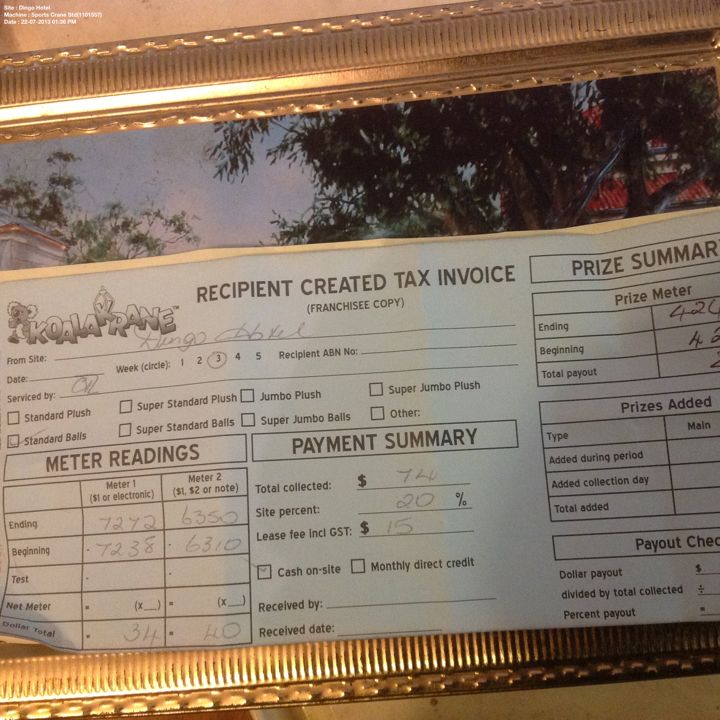 Site : Dingo Hotel
Machine : Sports Crane Std(1101557)
Date : 22-07-2013 01:36 PM
KOALA KRANE™
RECIPIENT CREATED TAX INVOICE
(FRANCHISEE COPY)
From Site: Dingo Hotel
Date:
Week (circle): 1 2 3 4 5 Recipient ABN No:
Serviced by:
Standard Plush Super Standard Plush Jumbo Plush Super Jumbo Plush
Standard Balls Super Standard Balls Super Jumbo Balls Other:
METER READINGS
Meter 1 ($1 or electronic) Meter 2 ($1, $2 or note)
Ending 7272 6350
Beginning 7238 6310
Test
Net Meter = (x__) = (x__)
Dollar Total = 34 = 40
PAYMENT SUMMARY
Total collected: $ 74
Site percent: 20 %
Lease fee incl GST: $ 15
Cash on-site Monthly direct credit
Received by:
Received date:
PRIZE SUMMAR
Prize Meter
Ending
Beginning
Total payout
Prizes Added
Type Main
Added during period
Added collection day
Total added
Payout Chec
Dollar payout $
divided by total collected ÷
Percent payout =